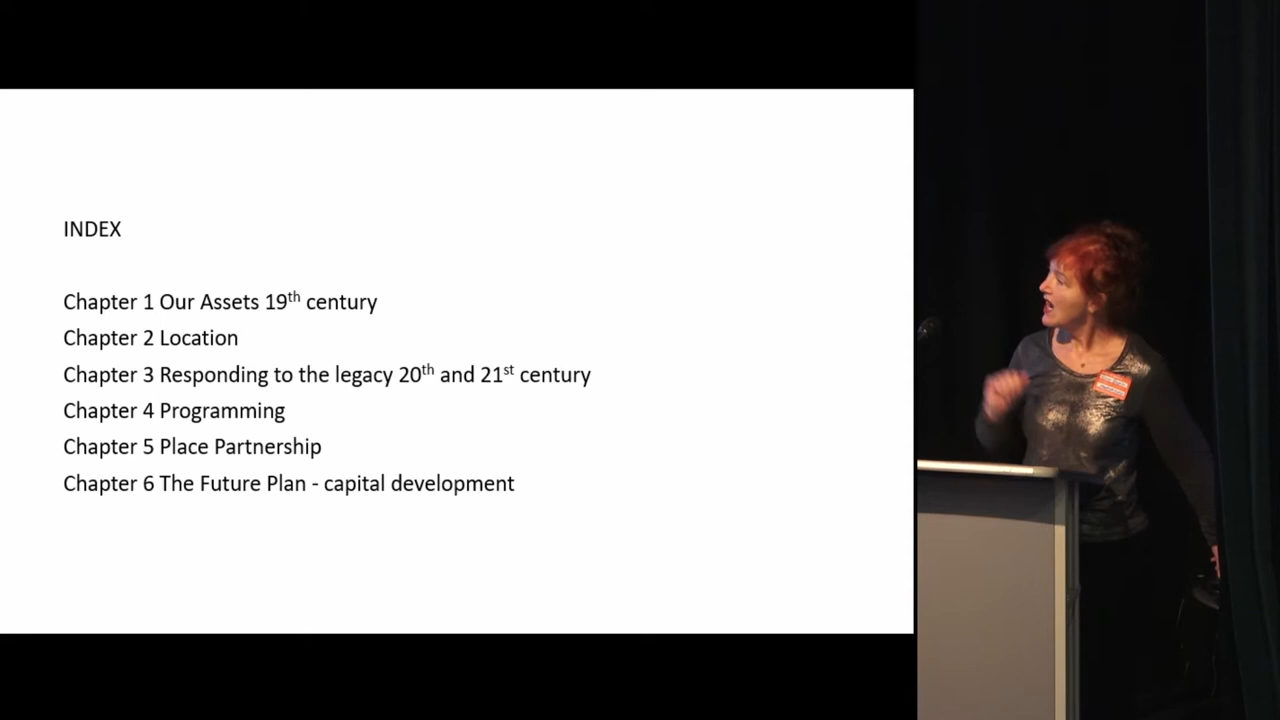 INDEX
Chapter 1 Our Assets 19th century
Chapter 2 Location
Chapter 3 Responding to the legacy 20th and 21st century
Chapter 4 Programming
Chapter 5 Place Partnership
Chapter 6 The Future Plan - capital development